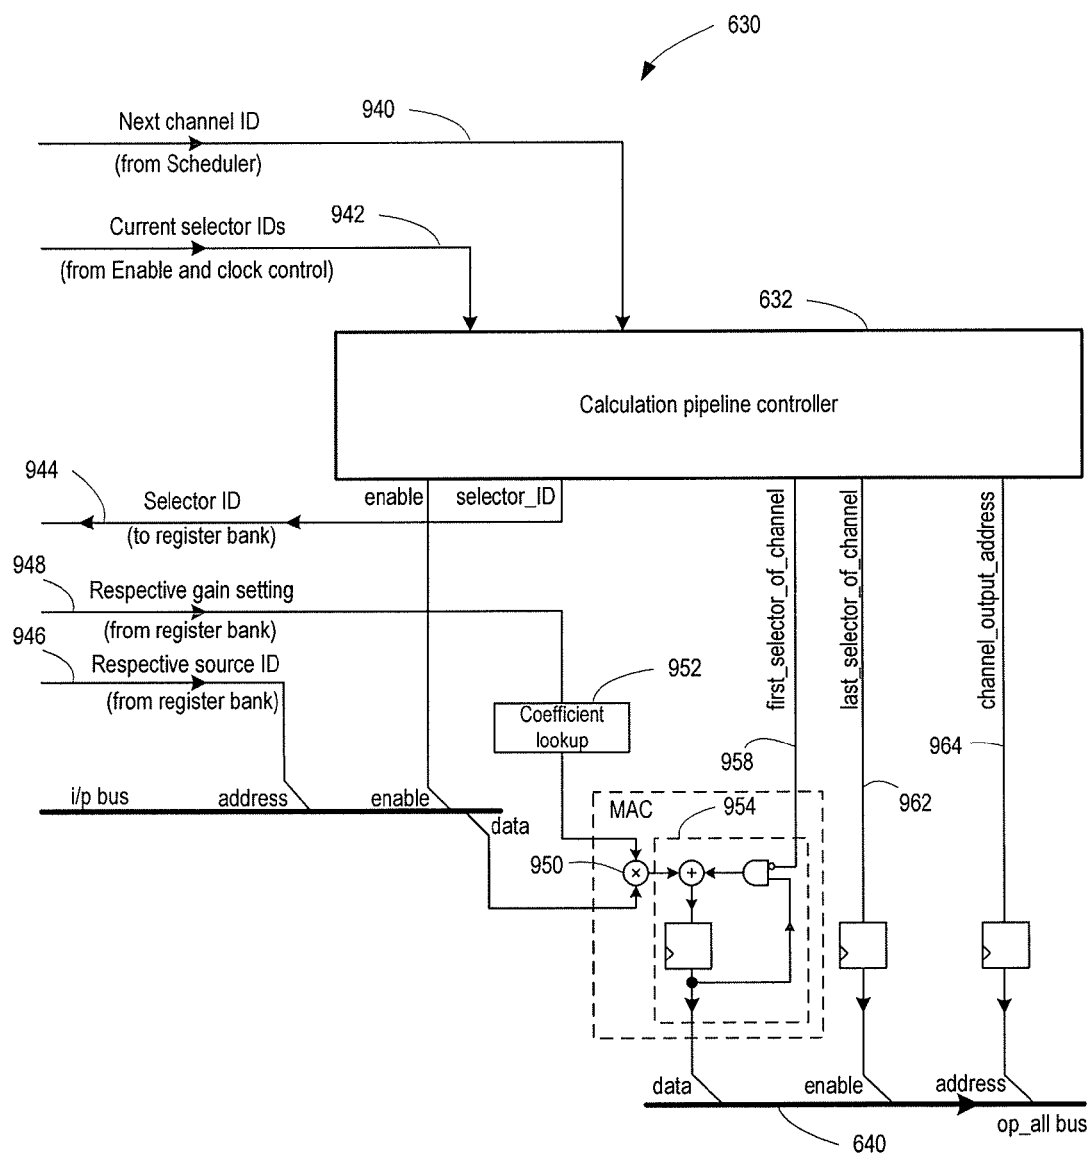 630
Next channel ID
940
(from Scheduler)
Current selector IDs
942
(from Enable and clock control)
632
Calculation pipeline controller
944
Selector ID
(to register bank)
enable
selector_ID
first_selector_of_channel
last_selector_of_channel
channel_output_address
948
Respective gain setting
(from register bank)
946
Respective source ID
(from register bank)
952
Coefficient
lookup
958
962
964
i/p bus
address
enable
data
MAC
954
950
×
+
data
enable
address
op_all bus
640